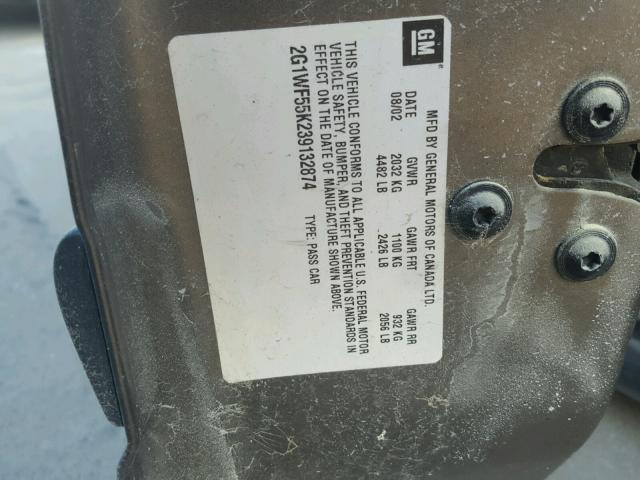 GM
MFD BY GENERAL MOTORS OF CANADA LTD.
DATE GVWR GAWR FRT GAWR RR
08/02 2032 KG 1100 KG 932 KG
4482 LB 2426 LB 2056 LB
THIS VEHICLE CONFORMS TO ALL APPLICABLE U.S. FEDERAL MOTOR
VEHICLE SAFETY, BUMPER, AND THEFT PREVENTION STANDARDS IN
EFFECT ON THE DATE OF MANUFACTURE SHOWN ABOVE.
2G1WF55K239132874 TYPE: PASS CAR